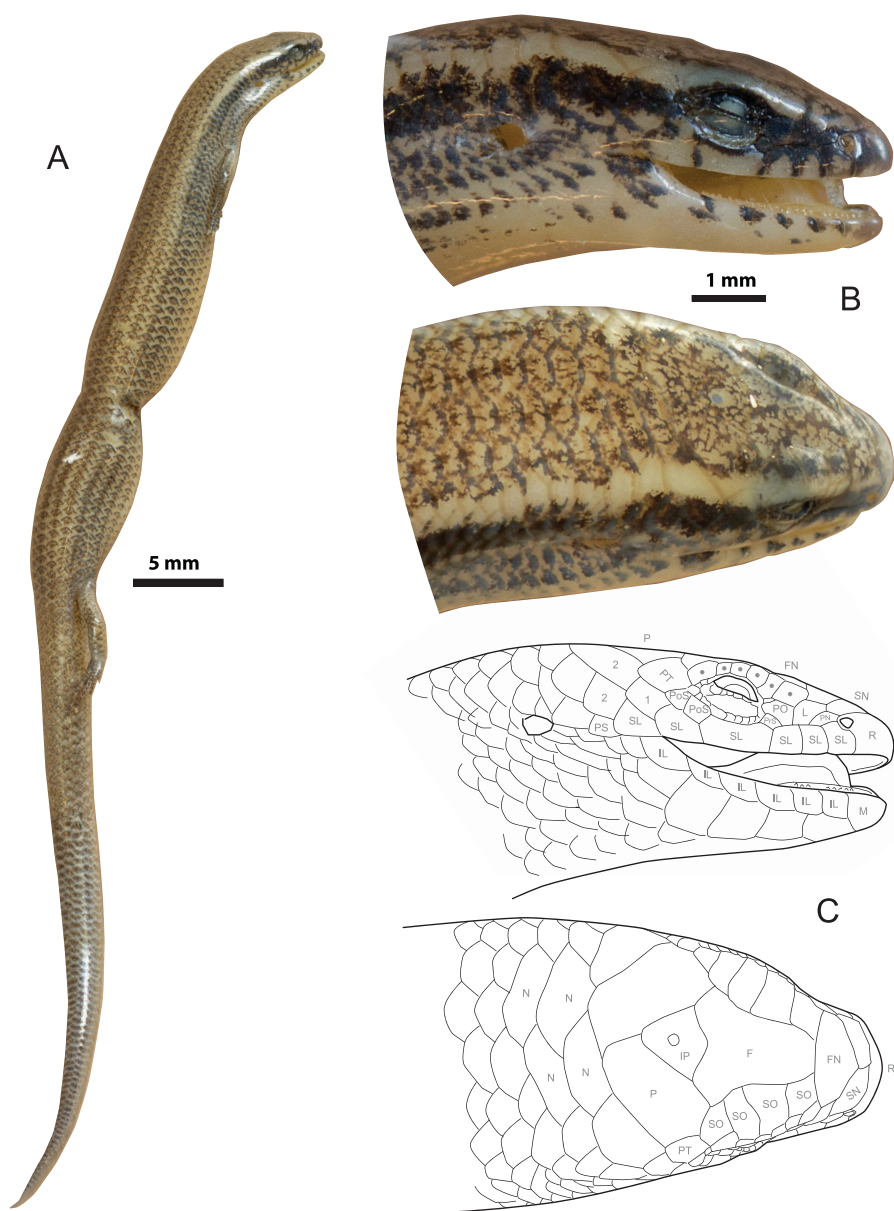 A
1 mm
B
5 mm
P
2 PT FN
2 1 PoS PoS PO L SN
PS SL SL SL PrS PN R
SL SL SL
IL IL IL IL IL IL M
C
N N
N N
IP F FN R
P SO SO SO SO SN
PT